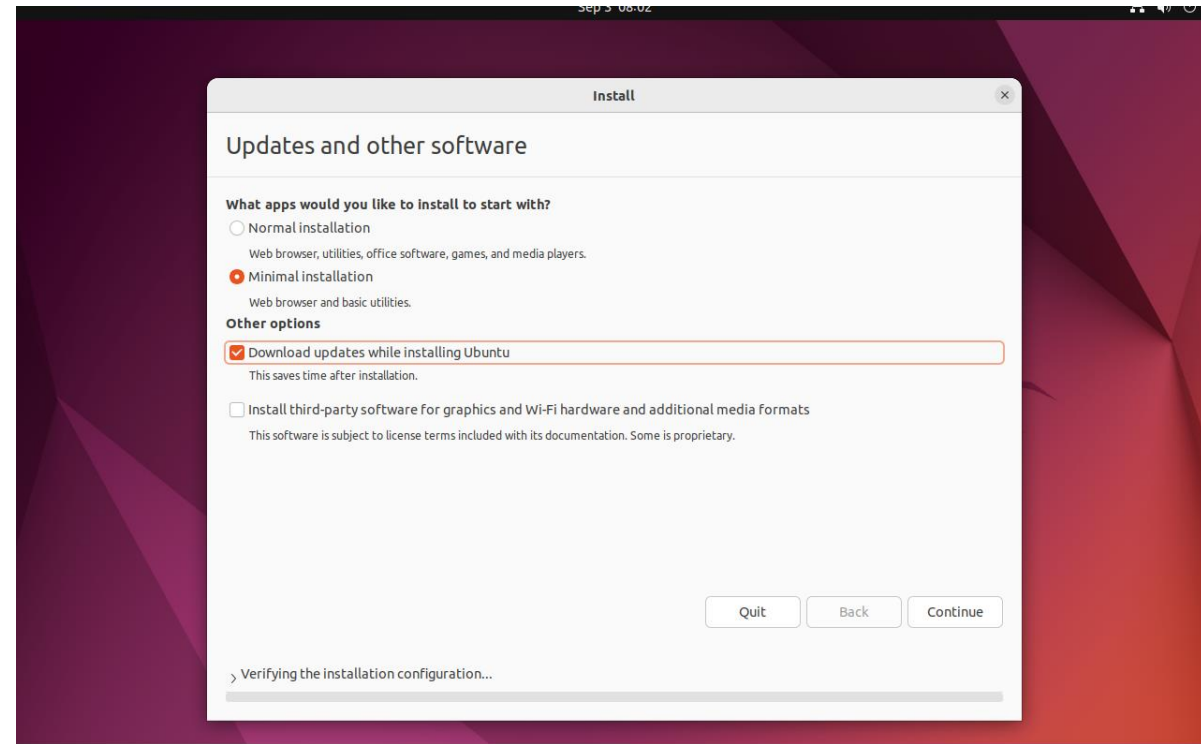 Sep 3 08:02
Install
Updates and other software
What apps would you like to install to start with?
Normal installation
Web browser, utilities, office software, games, and media players.
Minimal installation
Web browser and basic utilities.
Other options
Download updates while installing Ubuntu
This saves time after installation.
Install third-party software for graphics and Wi-Fi hardware and additional media formats
This software is subject to license terms included with its documentation. Some is proprietary.
Quit Back Continue
Verifying the installation configuration...